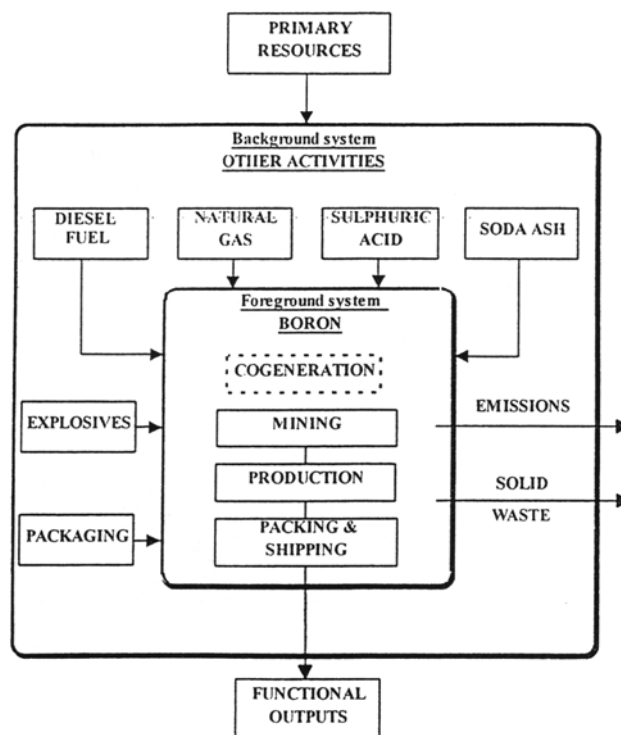 PRIMARY
RESOURCES
Background system
OTHER ACTIVITIES
DIESEL
FUEL
NATURAL
GAS
SULPHURIC
ACID
SODA ASH
Foreground system
BORON
COGENERATION
MINING
PRODUCTION
PACKING &
SHIPPING
EXPLOSIVES
PACKAGING
EMISSIONS
SOLID
WASTE
FUNCTIONAL
OUTPUTS